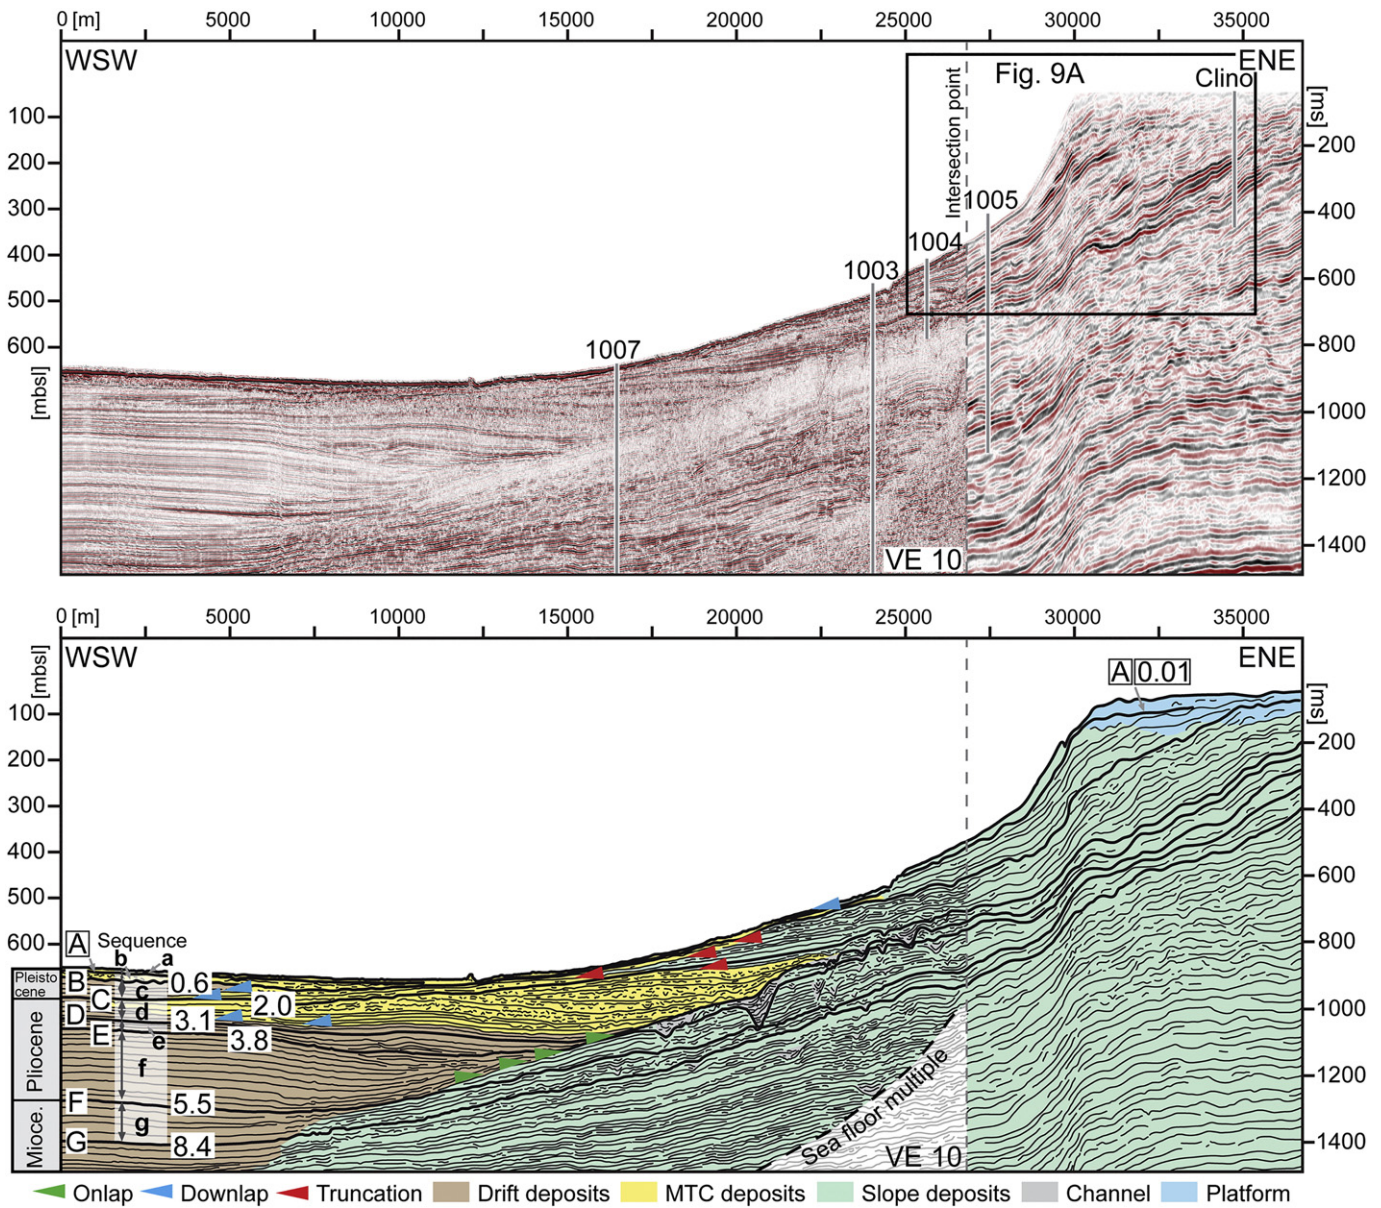 0 [m] 5000 10000 15000 20000 25000 30000 35000
WSW
ENE
Fig. 9A
Clino
Intersection point
100
200
300
400
500
600
[mbsl]
[ms]
200
400
600
800
1000
1200
1400
1005
1004
1003
1007
VE 10
0 [m] 5000 10000 15000 20000 25000 30000 35000
WSW
ENE
[mbsl]
[ms]
A 0.01
100
200
300
400
500
600
200
400
600
800
1000
1200
1400
A Sequence
b a
Pleisto
cene
B c 0.6
C 2.0
D d 3.1
E e 3.8
Pliocene
f
F 5.5
Mioce.
g
G 8.4
Sea floor multiple
VE 10
Onlap Downlap Truncation Drift deposits MTC deposits Slope deposits Channel Platform